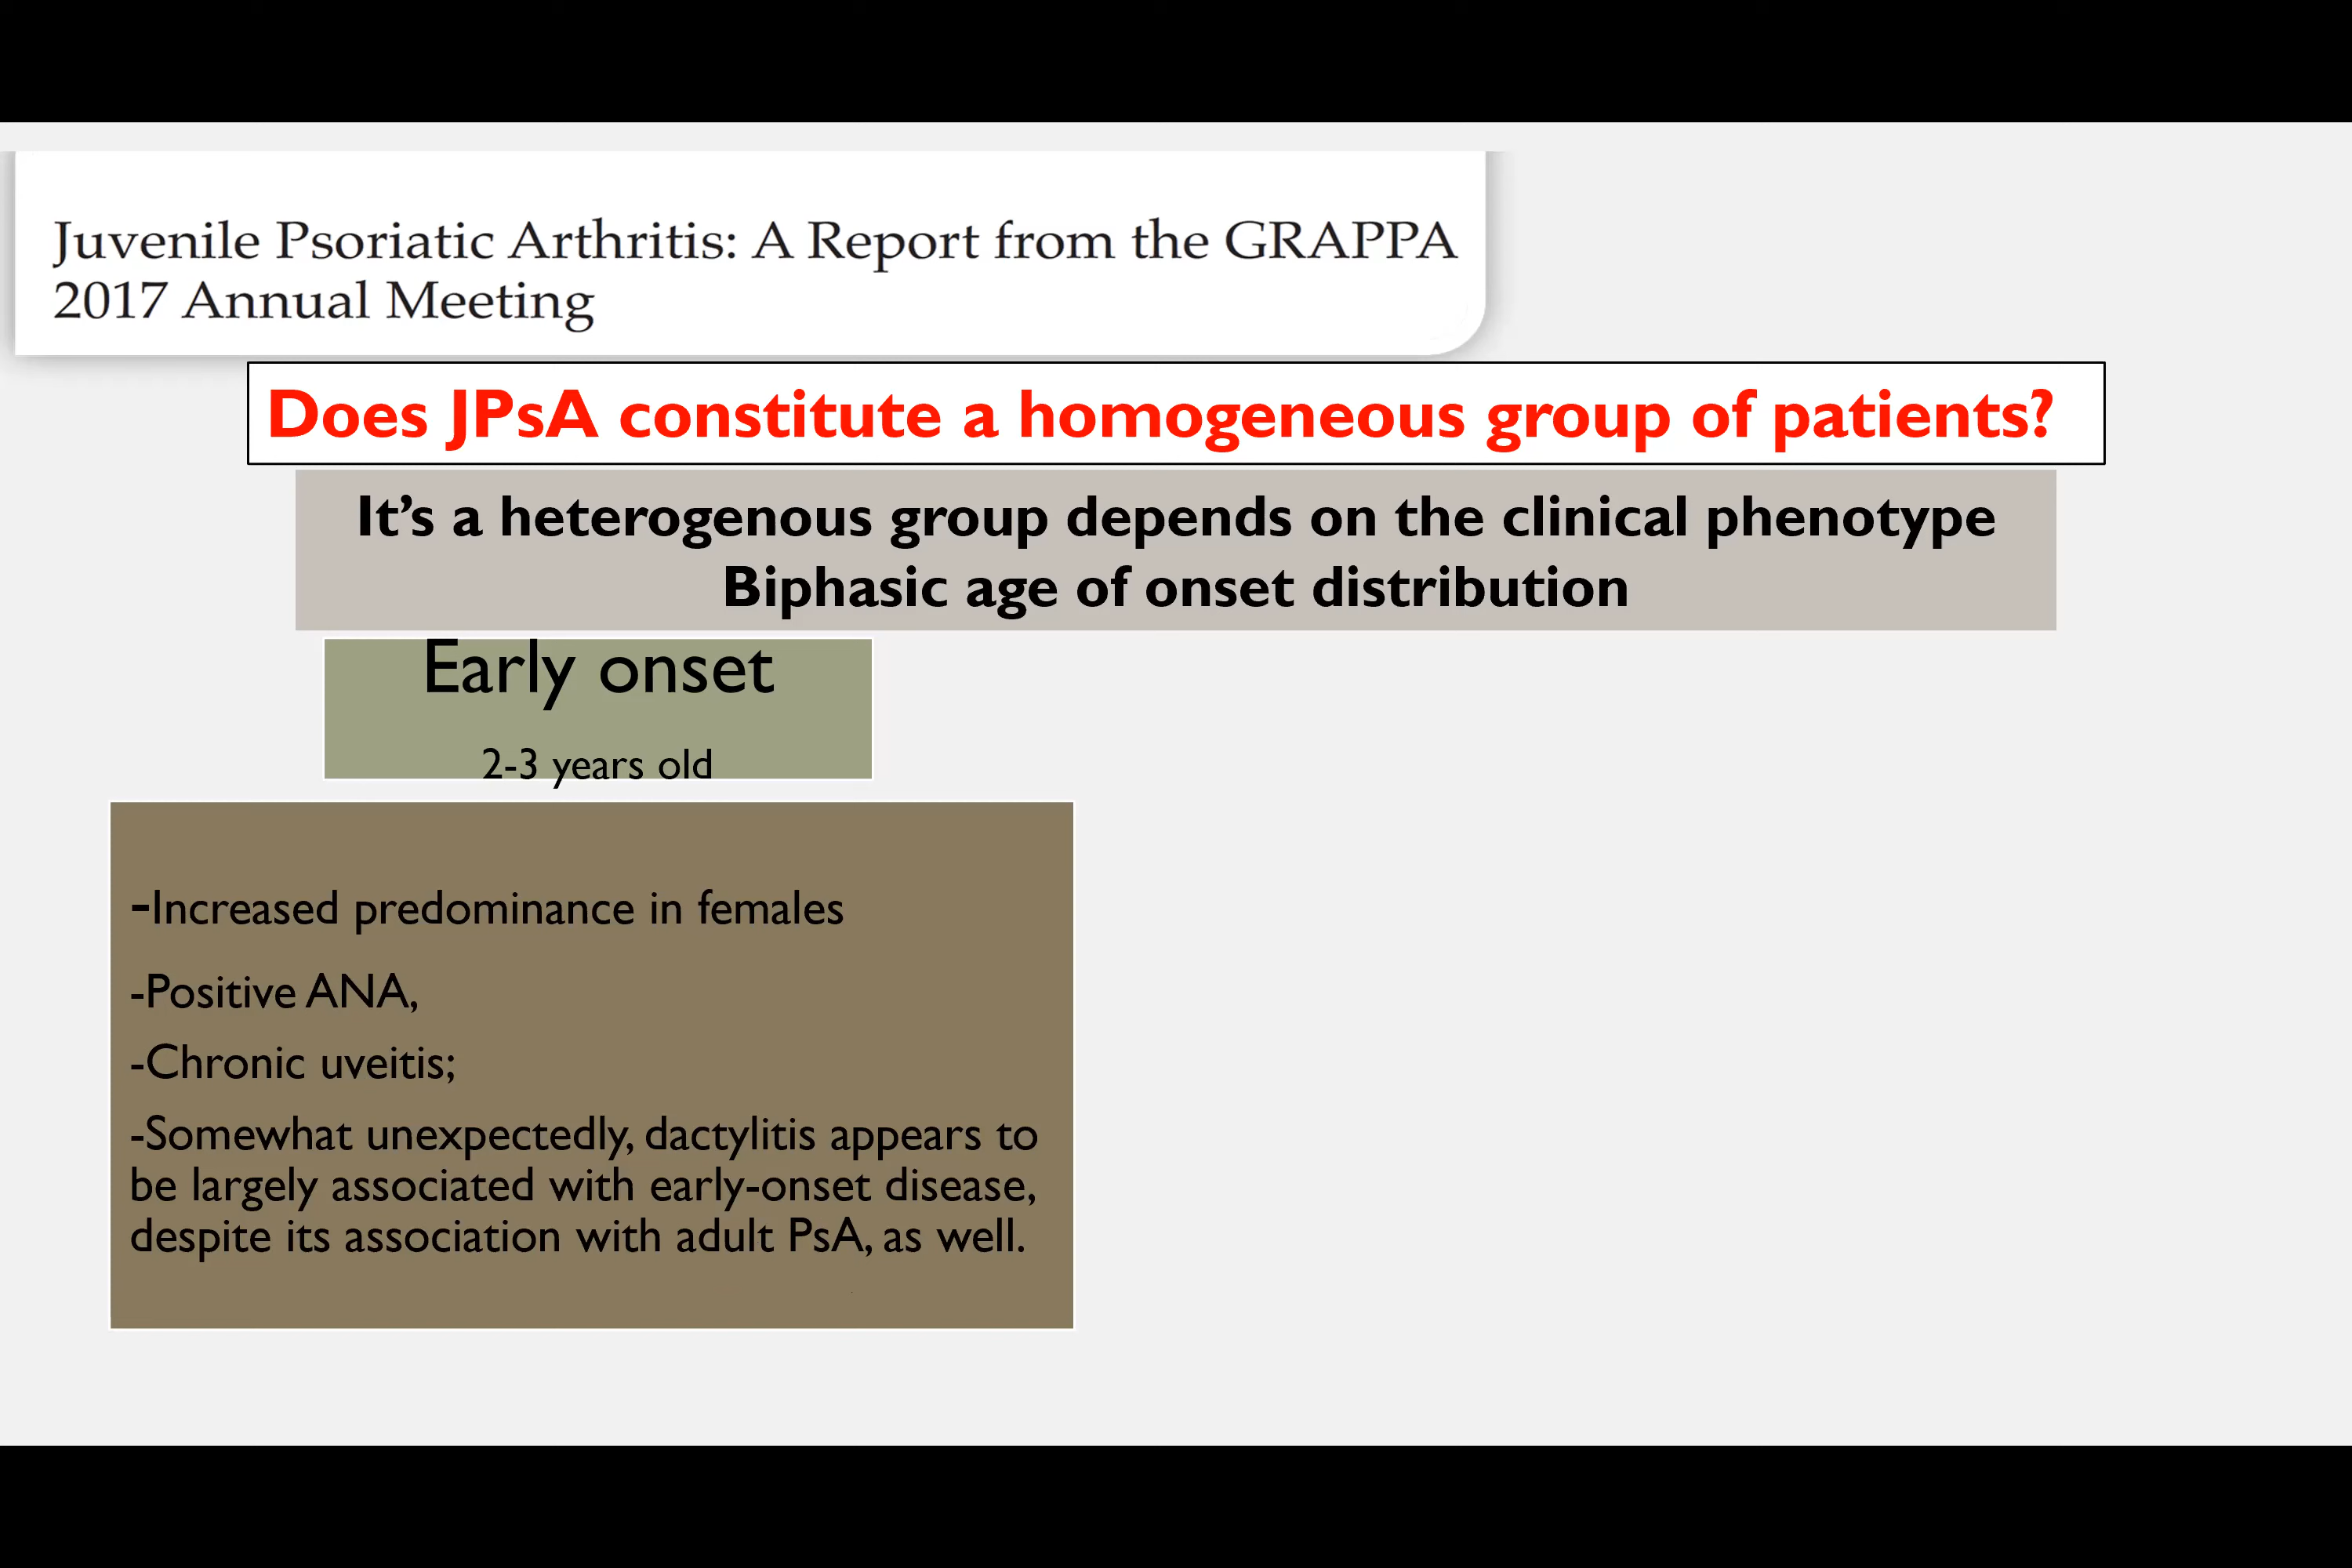 Juvenile Psoriatic Arthritis: A Report from the GRAPPA
2017 Annual Meeting
Does JPsA constitute a homogeneous group of patients?
It’s a heterogenous group depends on the clinical phenotype
Biphasic age of onset distribution
Early onset
2-3 years old
-Increased predominance in females
-Positive ANA,
-Chronic uveitis;
-Somewhat unexpectedly, dactylitis appears to
be largely associated with early-onset disease,
despite its association with adult PsA, as well.